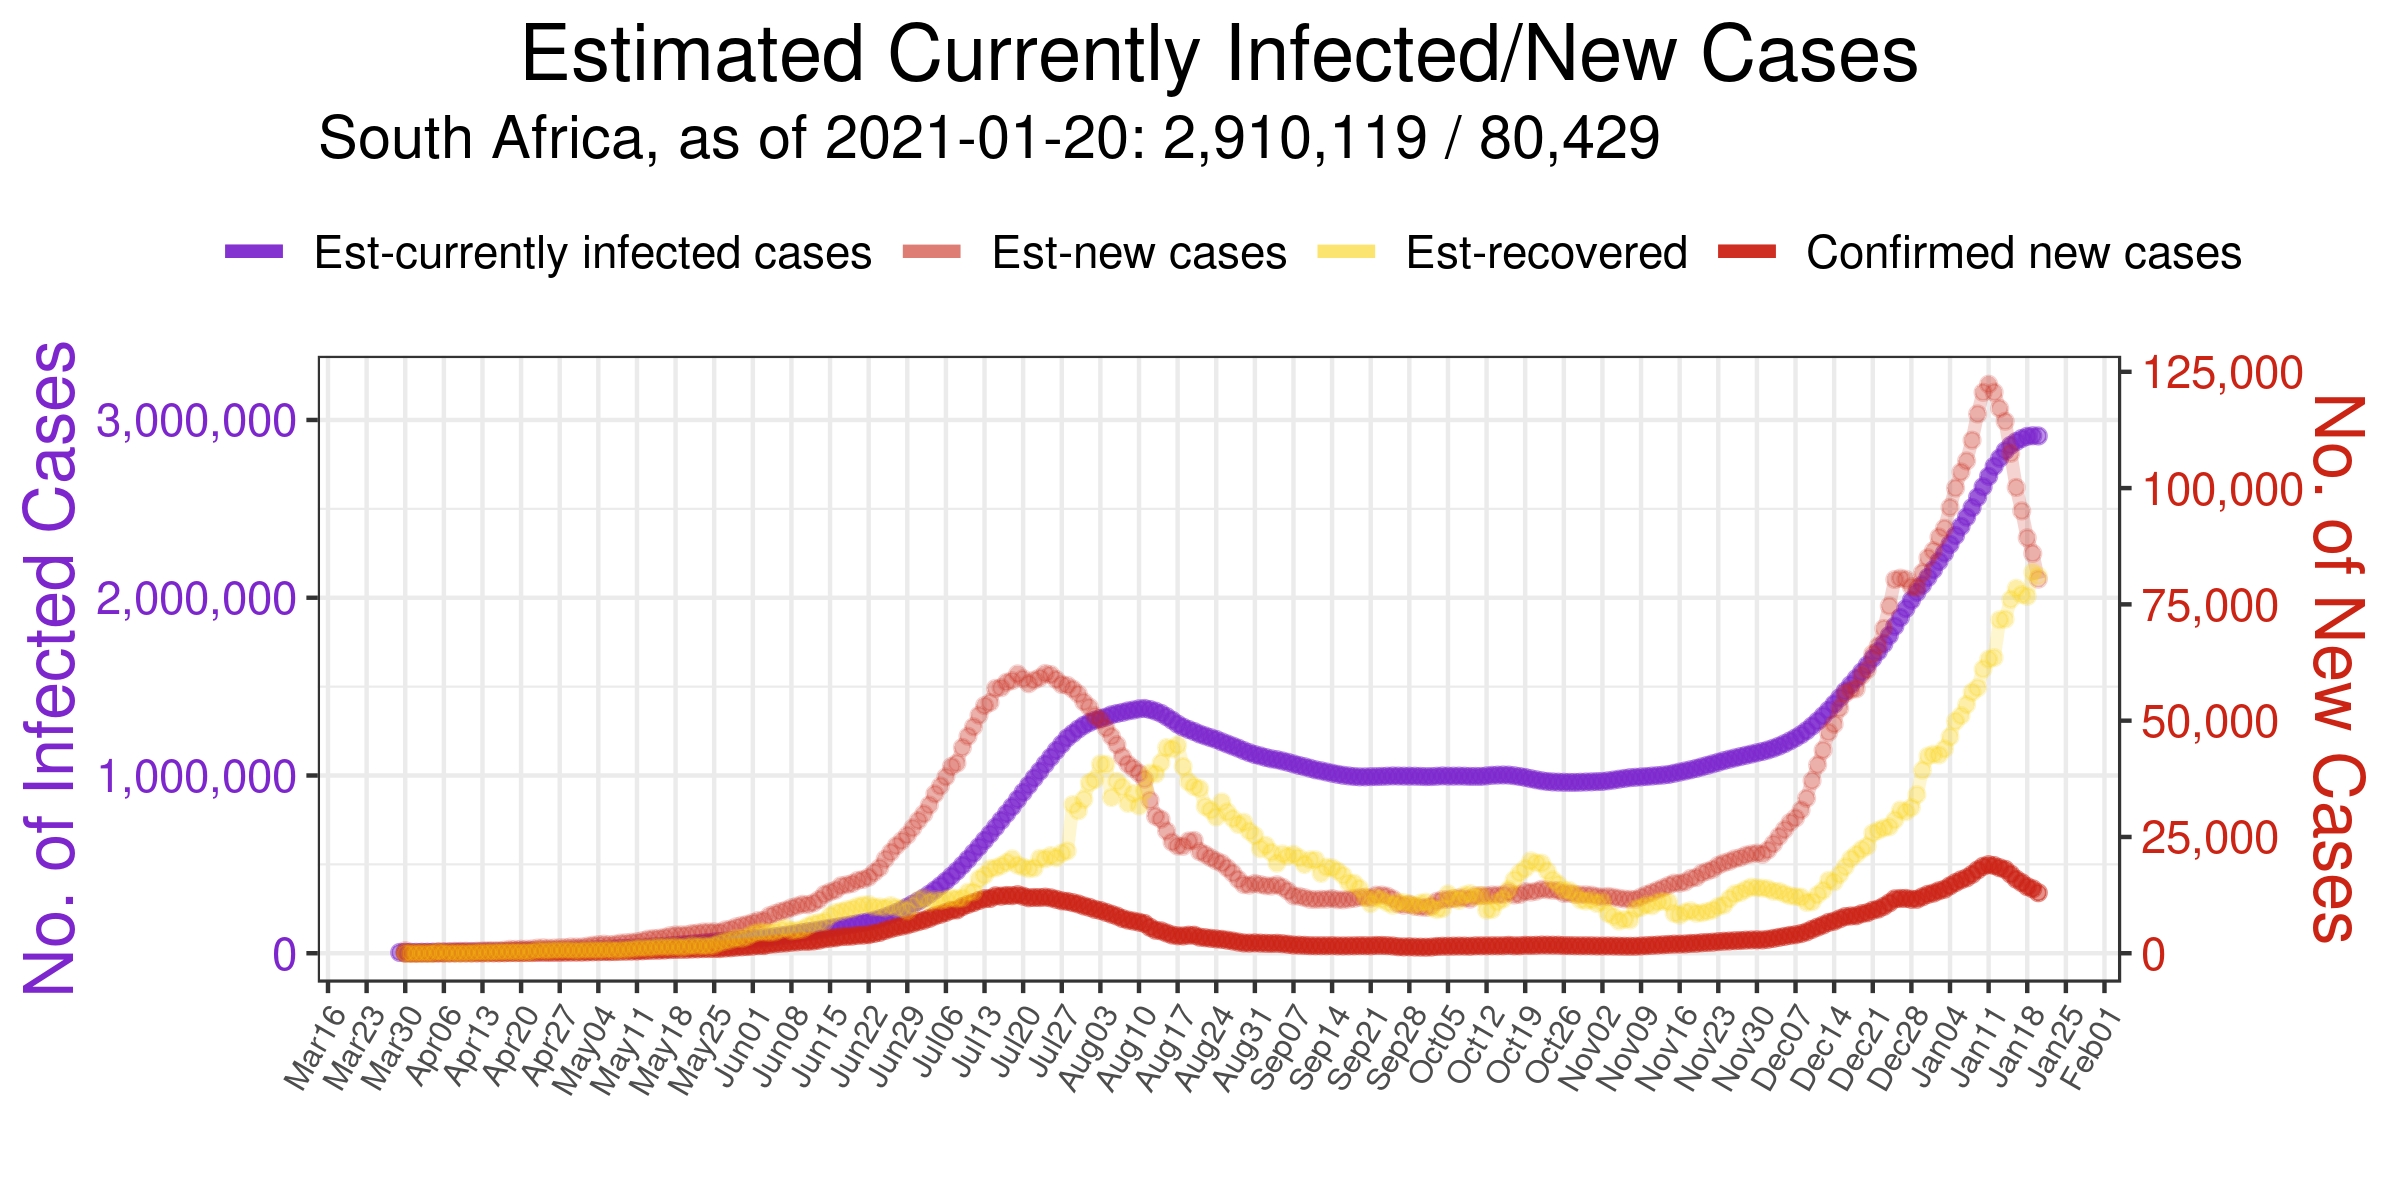 Estimated Currently Infected/New Cases
South Africa, as of 2021-01-20: 2,910,119 / 80,429
Est-currently infected cases Est-new cases Est-recovered Confirmed new cases
No. of Infected Cases
3,000,000
2,000,000
1,000,000
0
125,000
100,000
75,000
50,000
25,000
0
No. of New Cases
Mar16 Mar23 Mar30 Apr06 Apr13 Apr20 Apr27 May04 May11 May18 May25 Jun01 Jun08 Jun15 Jun22 Jun29 Jul06 Jul13 Jul20 Jul27 Aug03 Aug10 Aug17 Aug24 Aug31 Sep07 Sep14 Sep21 Sep28 Oct05 Oct12 Oct19 Oct26 Nov02 Nov09 Nov16 Nov23 Nov30 Dec07 Dec14 Dec21 Dec28 Jan04 Jan11 Jan18 Jan25 Feb01